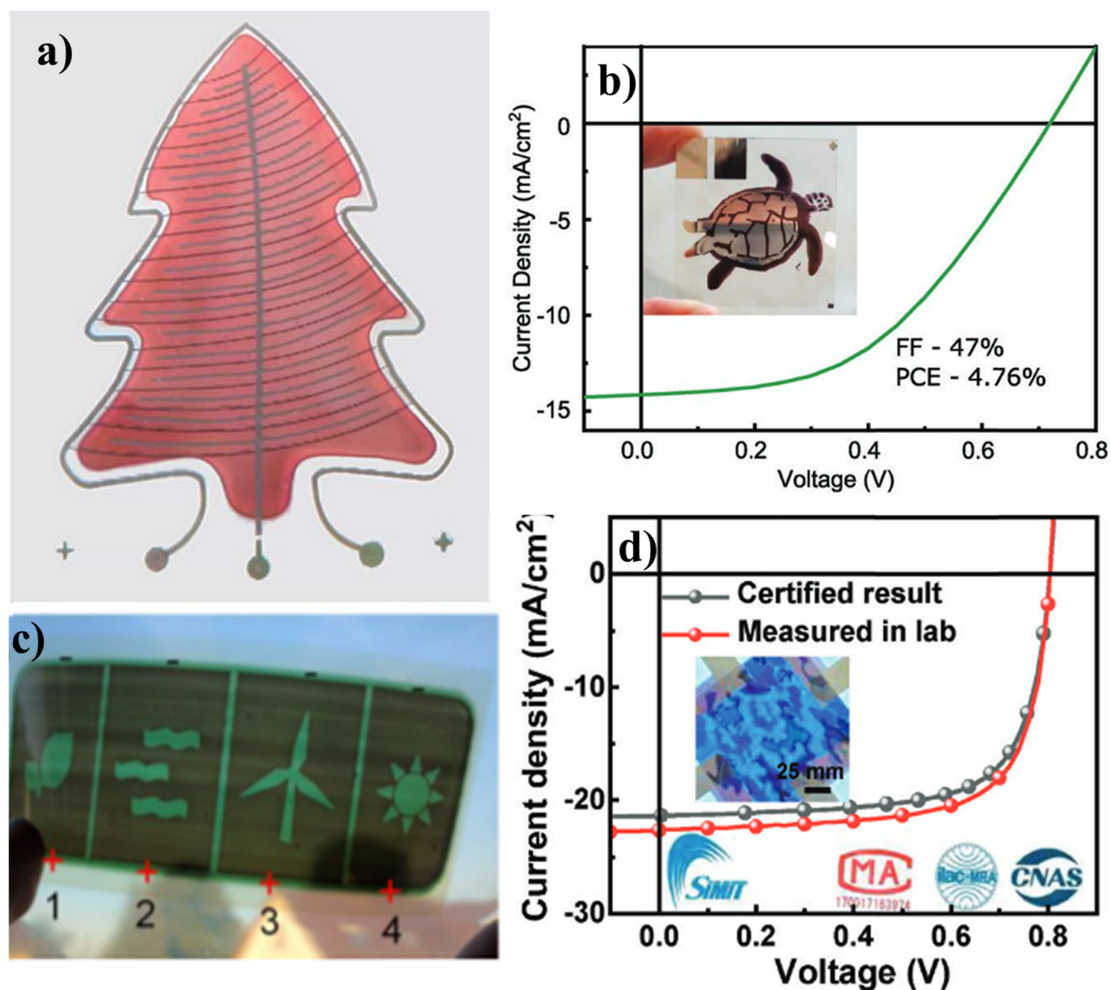 a)
b)
Current Density (mA/cm²)
0
-5
-10
-15
FF - 47%
PCE - 4.76%
0.0 0.2 0.4 0.6 0.8
Voltage (V)
c)
1 2 3 4
d)
Current density (mA/cm²)
0
-10
-20
-30
Certified result
Measured in lab
25 mm
SIMIT
MA
170017163974
ilac-MRA
CNAS
0.0 0.2 0.4 0.6 0.8
Voltage (V)